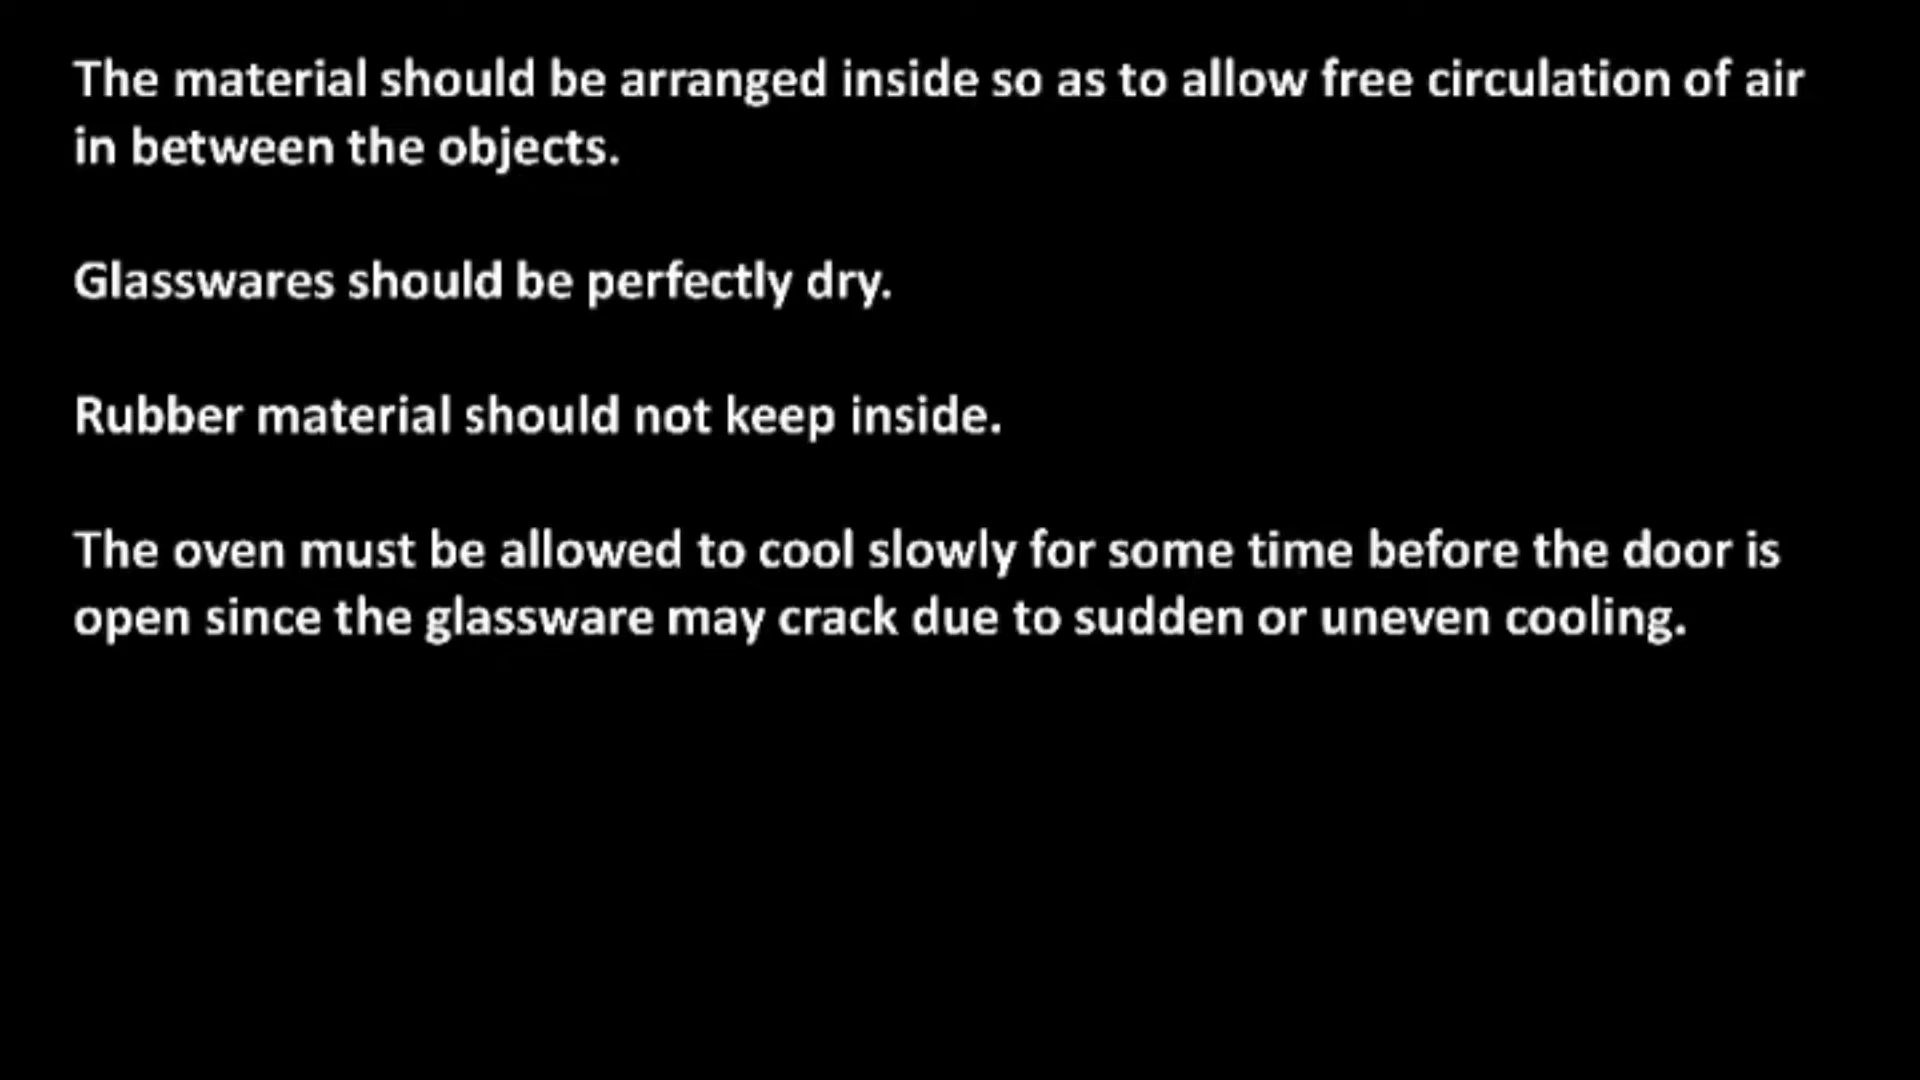 The material should be arranged inside so as to allow free circulation of air
in between the objects.
Glasswares should be perfectly dry.
Rubber material should not keep inside.
The oven must be allowed to cool slowly for some time before the door is
open since the glassware may crack due to sudden or uneven cooling.